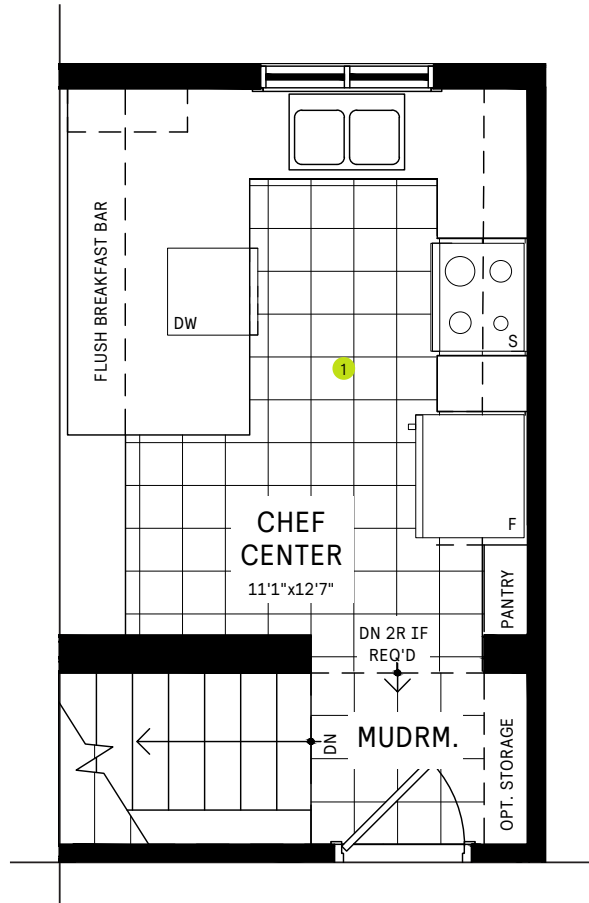 FLUSH BREAKFAST BAR
DW
S
1
F
CHEF
CENTER
11'1"x12'7"
PANTRY
DN 2R IF
REQ'D
DN
MUDRM.
OPT. STORAGE